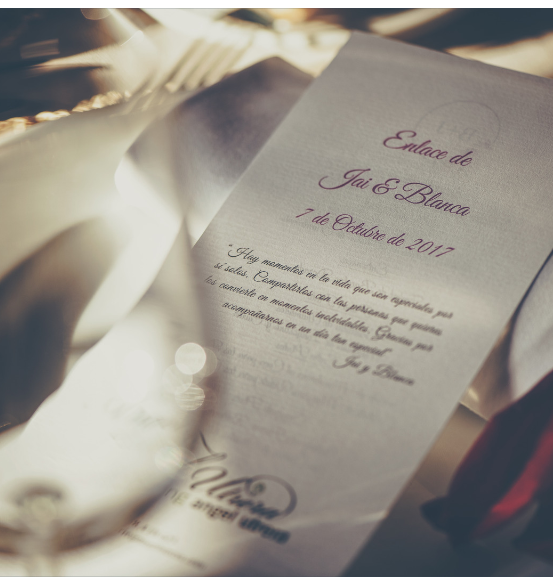 Enlace de
Jai & Blanca
7 de Octubre de 2017
"Hay momentos en la vida que son especiales por
sí solos. Compartirlos con las personas que quieres
los convierte en momentos inolvidables. Gracias por
acompañarnos en un día tan especial"
Jai y Blanca
Utrera
angel utrera